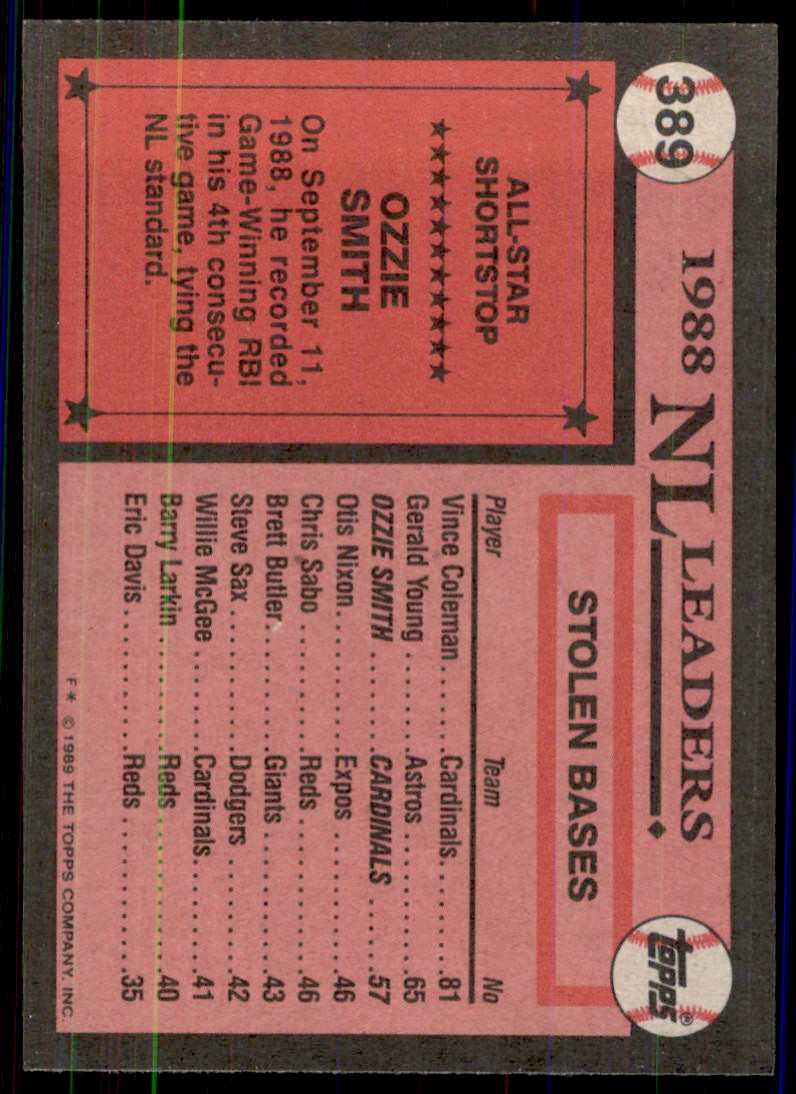 389
1988 NL LEADERS
topps®
ALL-STAR
SHORTSTOP
★★★★★★★★★★★
OZZIE
SMITH
On September 11,
1988, he recorded
Game-Winning RBI
in his 4th consecu-
tive game, tying the
NL standard.
STOLEN BASES
Player Team No
Vince Coleman......Cardinals........81
Gerald Young........Astros..........65
OZZIE SMITH.......CARDINALS.....57
Otis Nixon...........Expos..........46
Chris Sabo...........Reds...........46
Brett Butler..........Giants..........43
Steve Sax............Dodgers........42
Willie McGee........Cardinals........41
Barry Larkin.........Reds...........40
Eric Davis...........Reds...........35
F* © 1989 THE TOPPS COMPANY, INC.